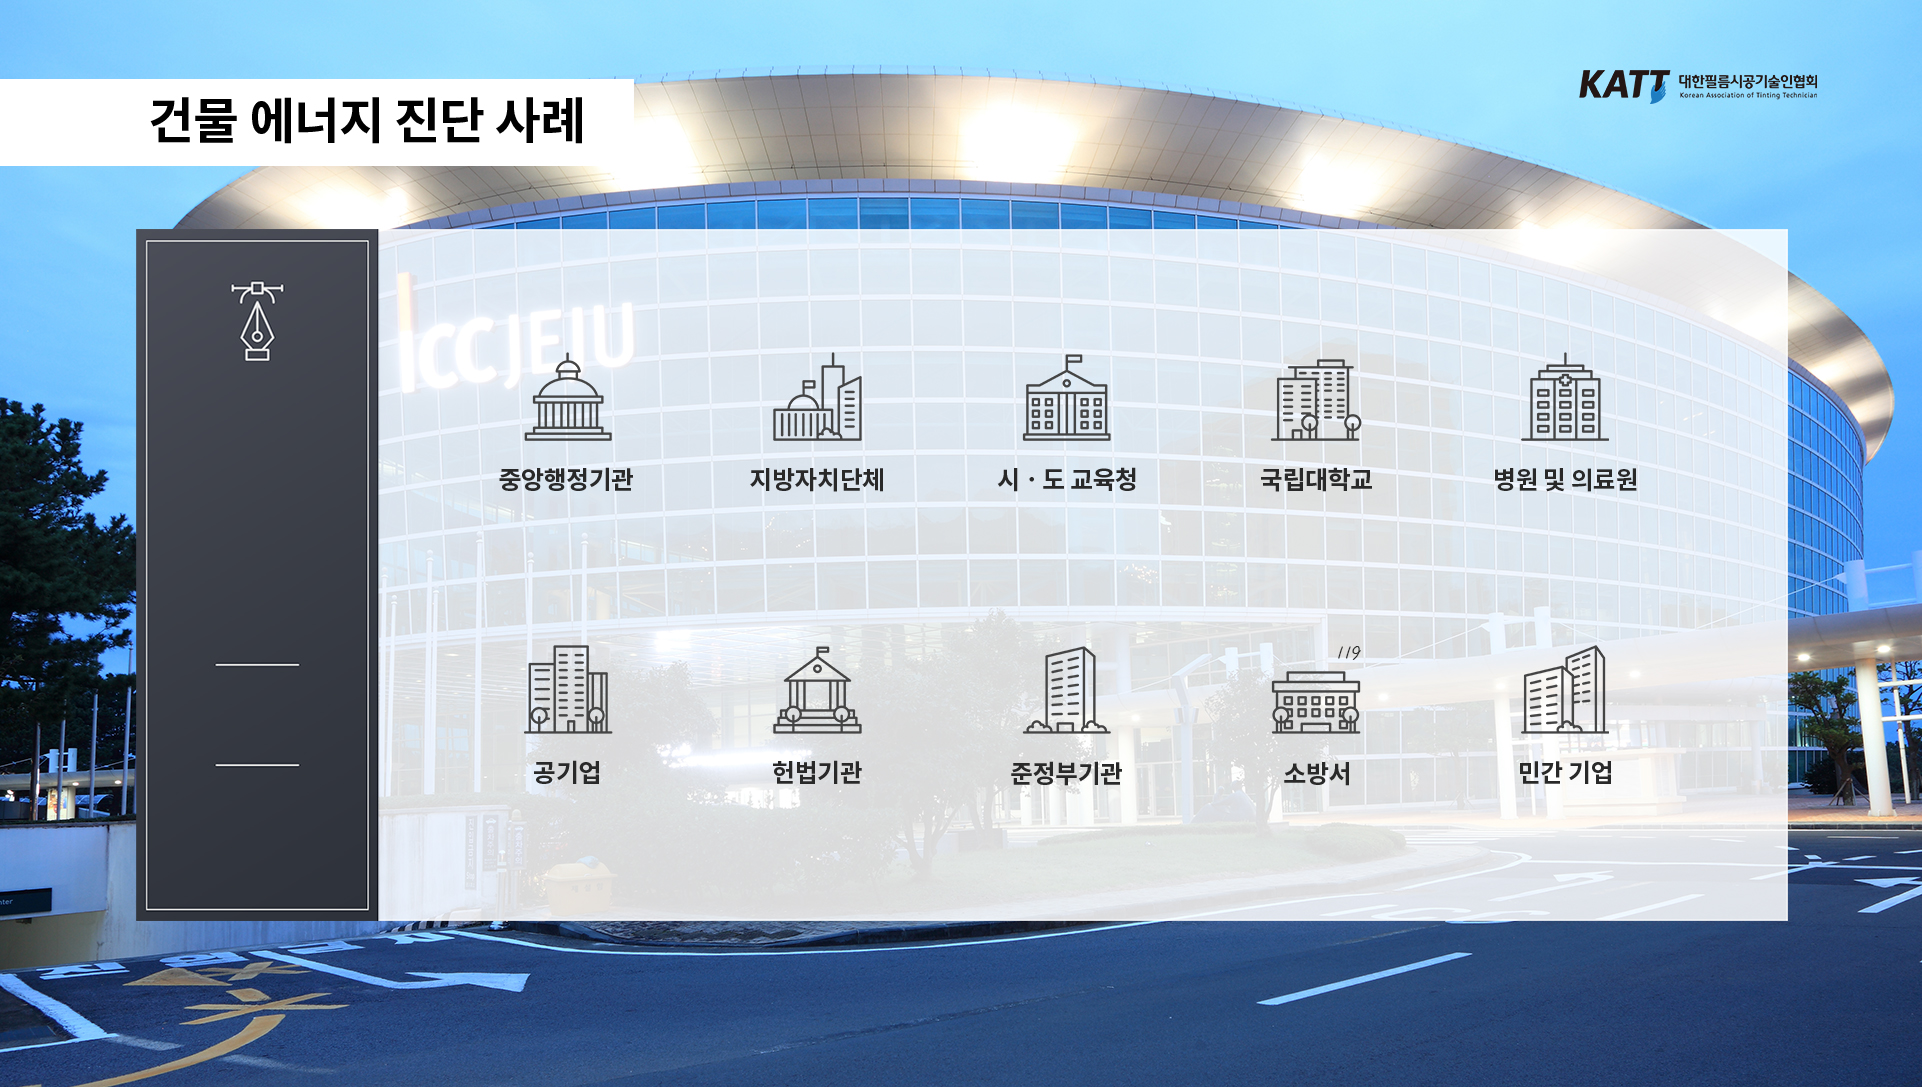 건물 에너지 진단 사례
KATT 대한필름시공기술인협회
Korean Association of Tinting Technician
ICC JEJU
중앙행정기관
지방자치단체
시 · 도 교육청
국립대학교
병원 및 의료원
119
공기업
헌법기관
준정부기관
소방서
민간 기업